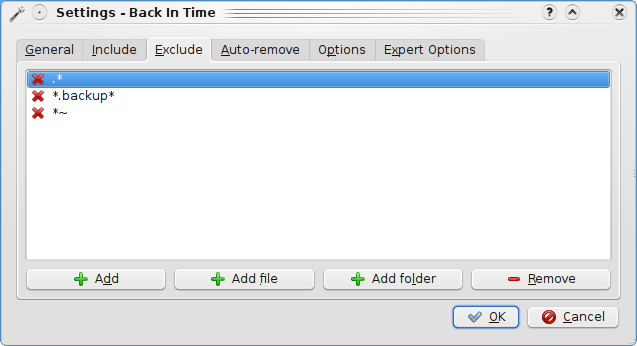 Settings - Back In Time
General Include Exclude Auto-remove Options Expert Options
.*
*.backup*
*~
Add Add file Add folder Remove
OK Cancel